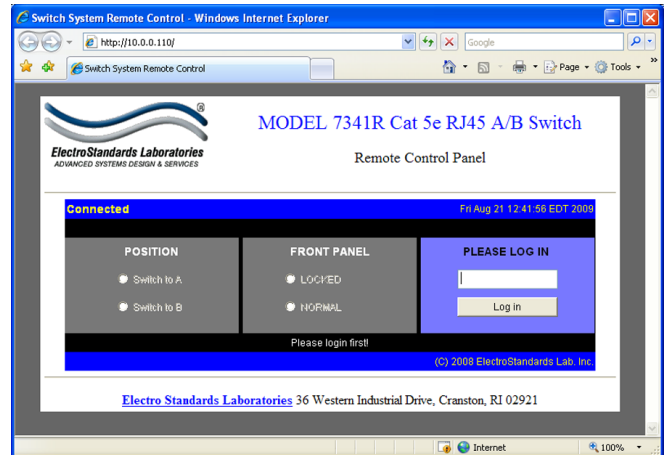 Switch System Remote Control - Windows Internet Explorer
http://10.0.0.110/
Google
Switch System Remote Control
Page
Tools
»
®
ElectroStandards Laboratories
ADVANCED SYSTEMS DESIGN & SERVICES
MODEL 7341R Cat 5e RJ45 A/B Switch
Remote Control Panel
Connected
Fri Aug 21 12:41:56 EDT 2009
POSITION
FRONT PANEL
PLEASE LOG IN
Switch to A
LOCKED
Switch to B
NORMAL
Log in
Please login first!
(C) 2008 ElectroStandards Lab. Inc.
Electro Standards Laboratories 36 Western Industrial Drive, Cranston, RI 02921
Internet
100%